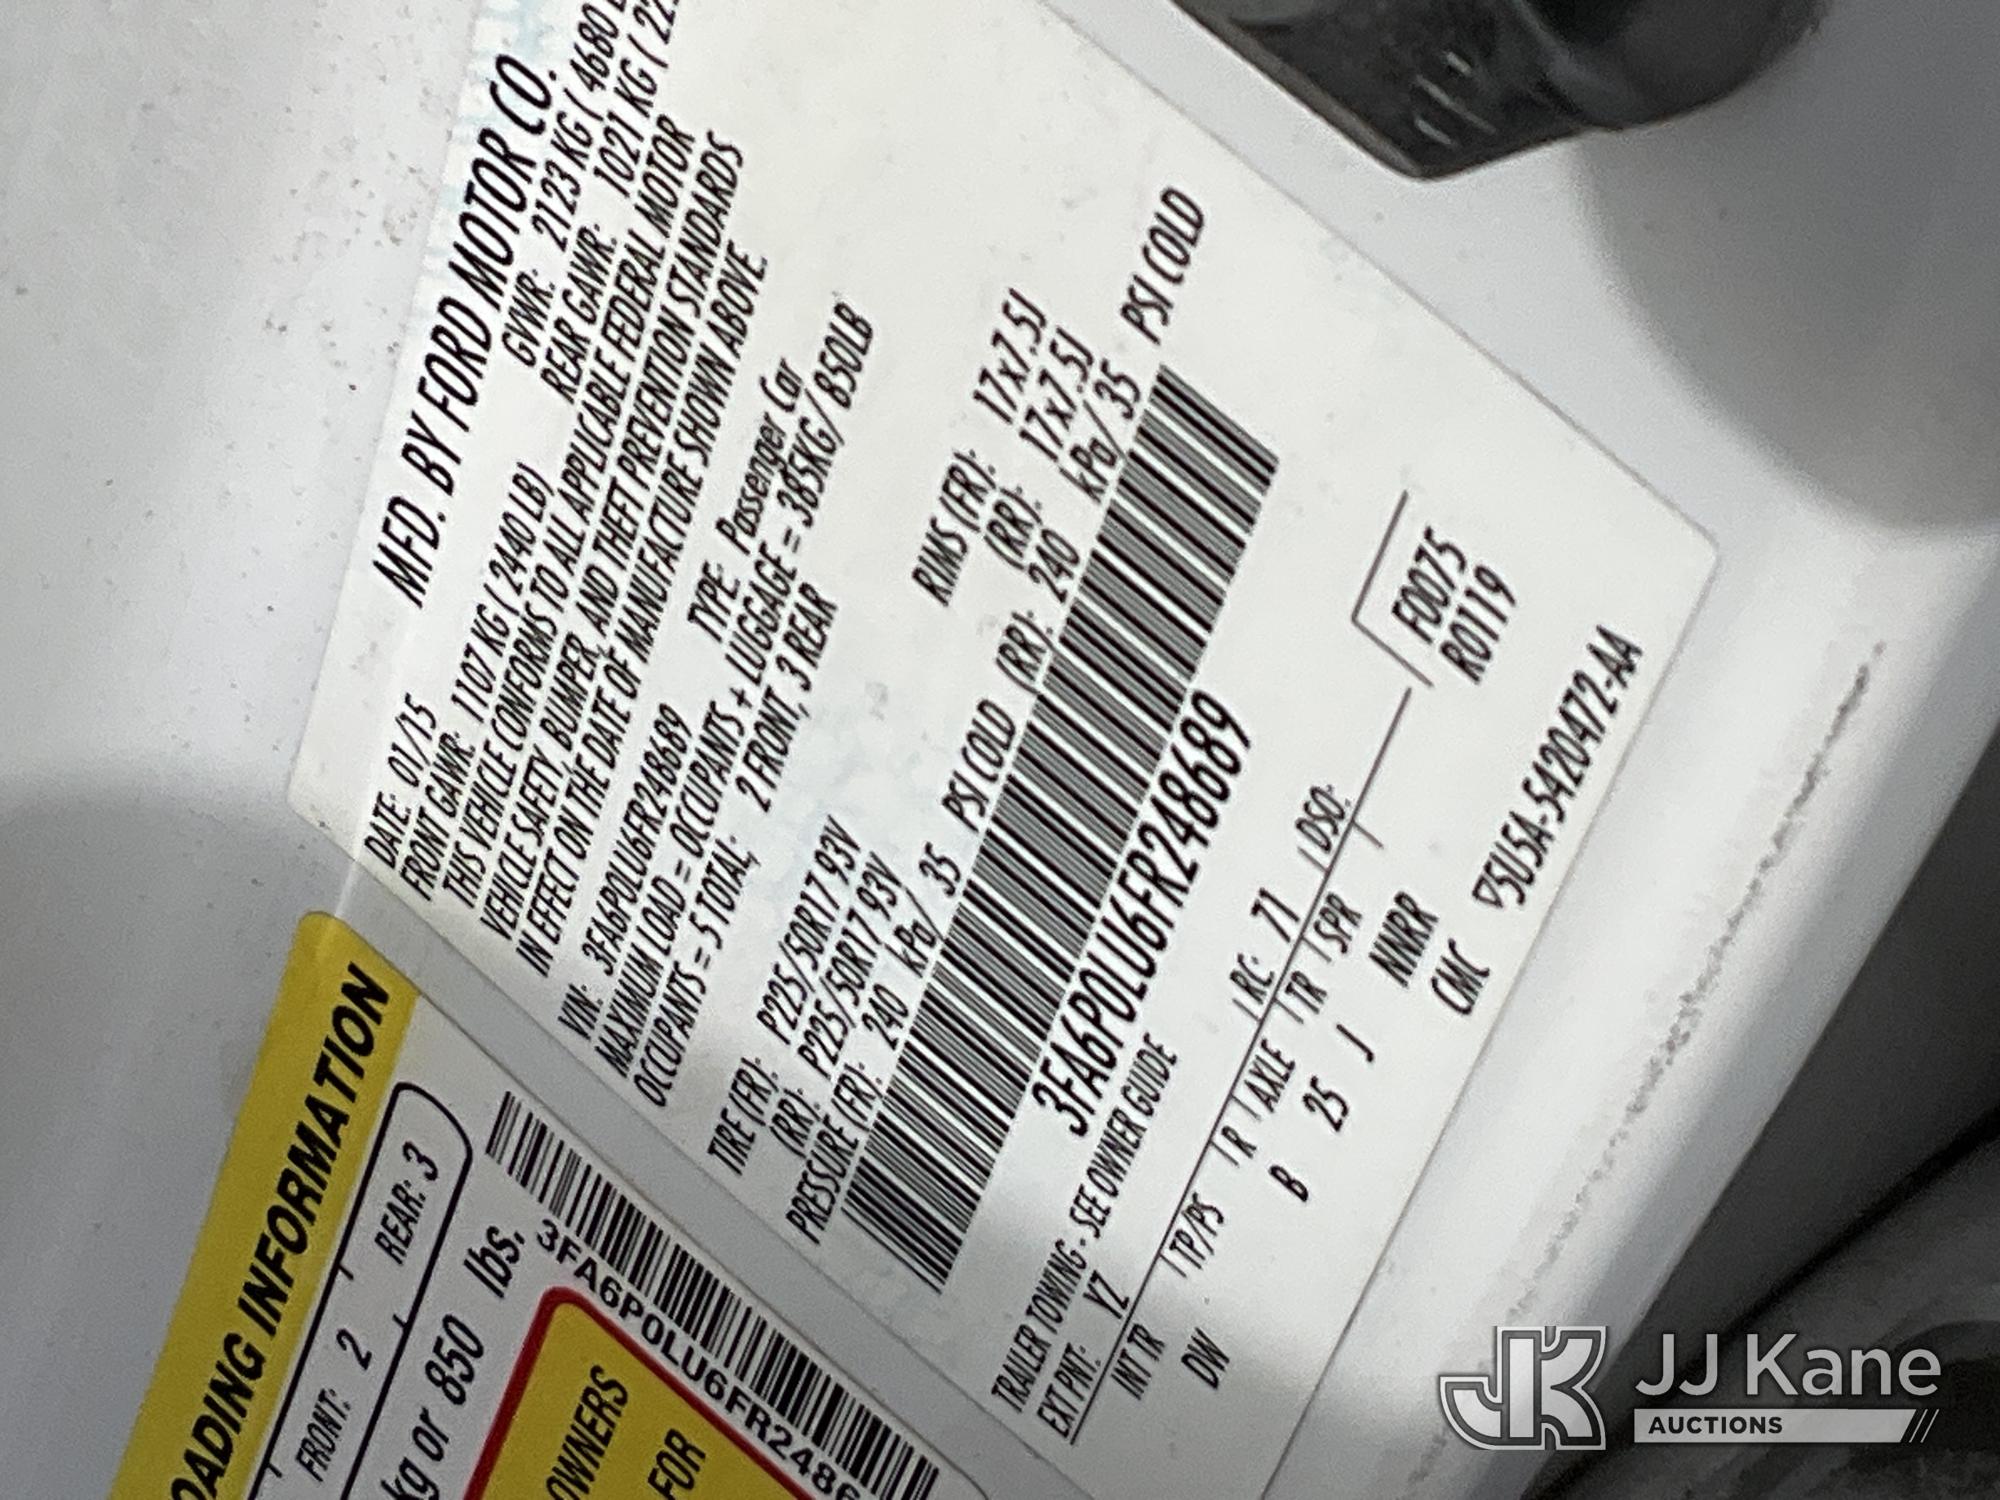 MFD. BY FORD MOTOR CO.
DATE: 01/15 GVWR: 2123 KG ( 4680
FRONT GAWR: 1107 KG ( 2440 LB) REAR GAWR: 1021 KG (
THIS VEHICLE CONFORMS TO ALL APPLICABLE FEDERAL MOTOR
VEHICLE SAFETY, BUMPER, AND THEFT PREVENTION STANDARDS
IN EFFECT ON THE DATE OF MANUFACTURE SHOWN ABOVE.
VIN: 3FA6P0LU6FR248689 TYPE: Passenger Car
MAXIMUM LOAD = OCCUPANTS + LUGGAGE = 385KG / 850LB
OCCUPANTS = 5 TOTAL; 2 FRONT, 3 REAR
TIRE (FR): P225/50R17 93V RIMS (FR): 17x7.5J
(RR): P225/50R17 93V (RR): 17x7.5J
PRESSURE (FR): 240 kPa/ 35 PSI COLD (RR): 240 kPa/ 35 PSI COLD
3FA6P0LU6FR248689
TRAILER TOWING - SEE OWNER GUIDE
EXT PNT: YZ RC: 71 DSO:
INT TR TP/PS R AXLE TR SPR F0075
DW B 25 J NNRR R0119
CMC ▽5U5A-5420472-AA
LOADING INFORMATION
FRONT: 2 REAR: 3
kg or 850 lbs.
3FA6P0LU6FR2486
OWNERS
FOR
JK JJ Kane
AUCTIONS